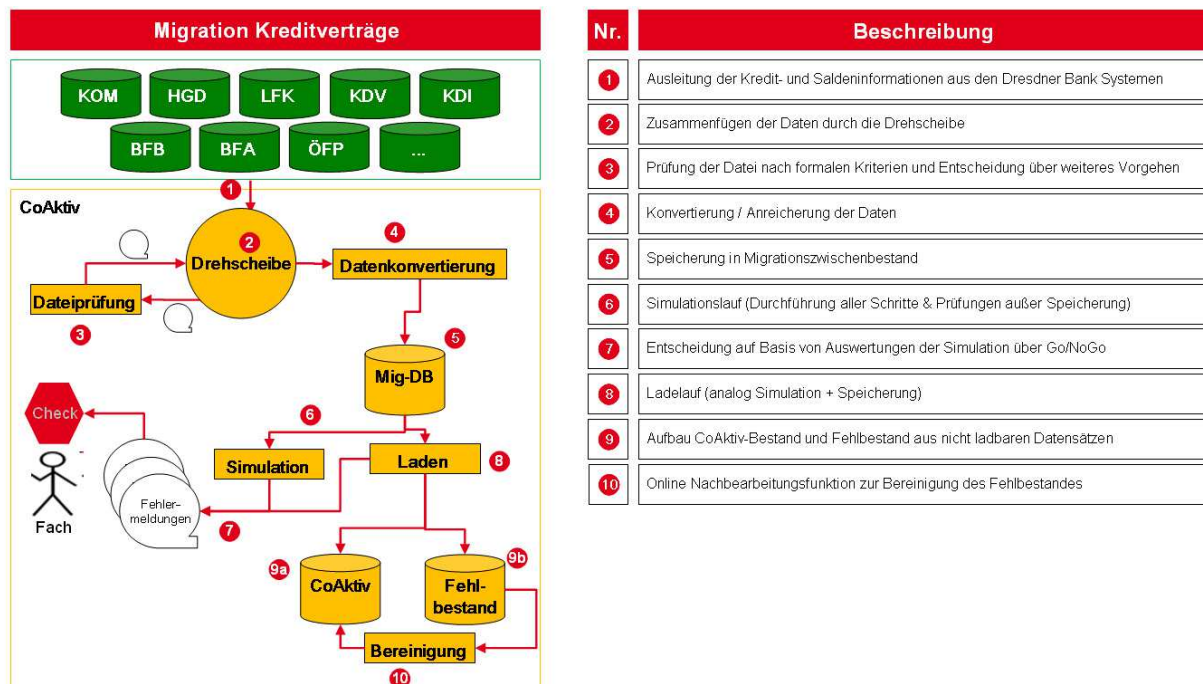 Migration Kreditverträge
KOM
HGD
LFK
KDV
KDI
BFB
BFA
ÖFP
...
1
CoAktiv
2
Drehscheibe
4
Datenkonvertierung
Dateiprüfung
3
5
Mig-DB
Check
6
Simulation
Laden
8
Fehler-
meldungen
7
Fach
9a
CoAktiv
9b
Fehl-
bestand
Bereinigung
10
Nr.
Beschreibung
1 Ausleitung der Kredit- und Saldeninformationen aus den Dresdner Bank Systemen
2 Zusammenfügen der Daten durch die Drehscheibe
3 Prüfung der Datei nach formalen Kriterien und Entscheidung über weiteres Vorgehen
4 Konvertierung / Anreicherung der Daten
5 Speicherung in Migrationszwischenbestand
6 Simulationslauf (Durchführung aller Schritte & Prüfungen außer Speicherung)
7 Entscheidung auf Basis von Auswertungen der Simulation über Go/NoGo
8 Ladelauf (analog Simulation + Speicherung)
9 Aufbau CoAktiv-Bestand und Fehlbestand aus nicht ladbaren Datensätzen
10 Online Nachbearbeitungsfunktion zur Bereinigung des Fehlbestandes